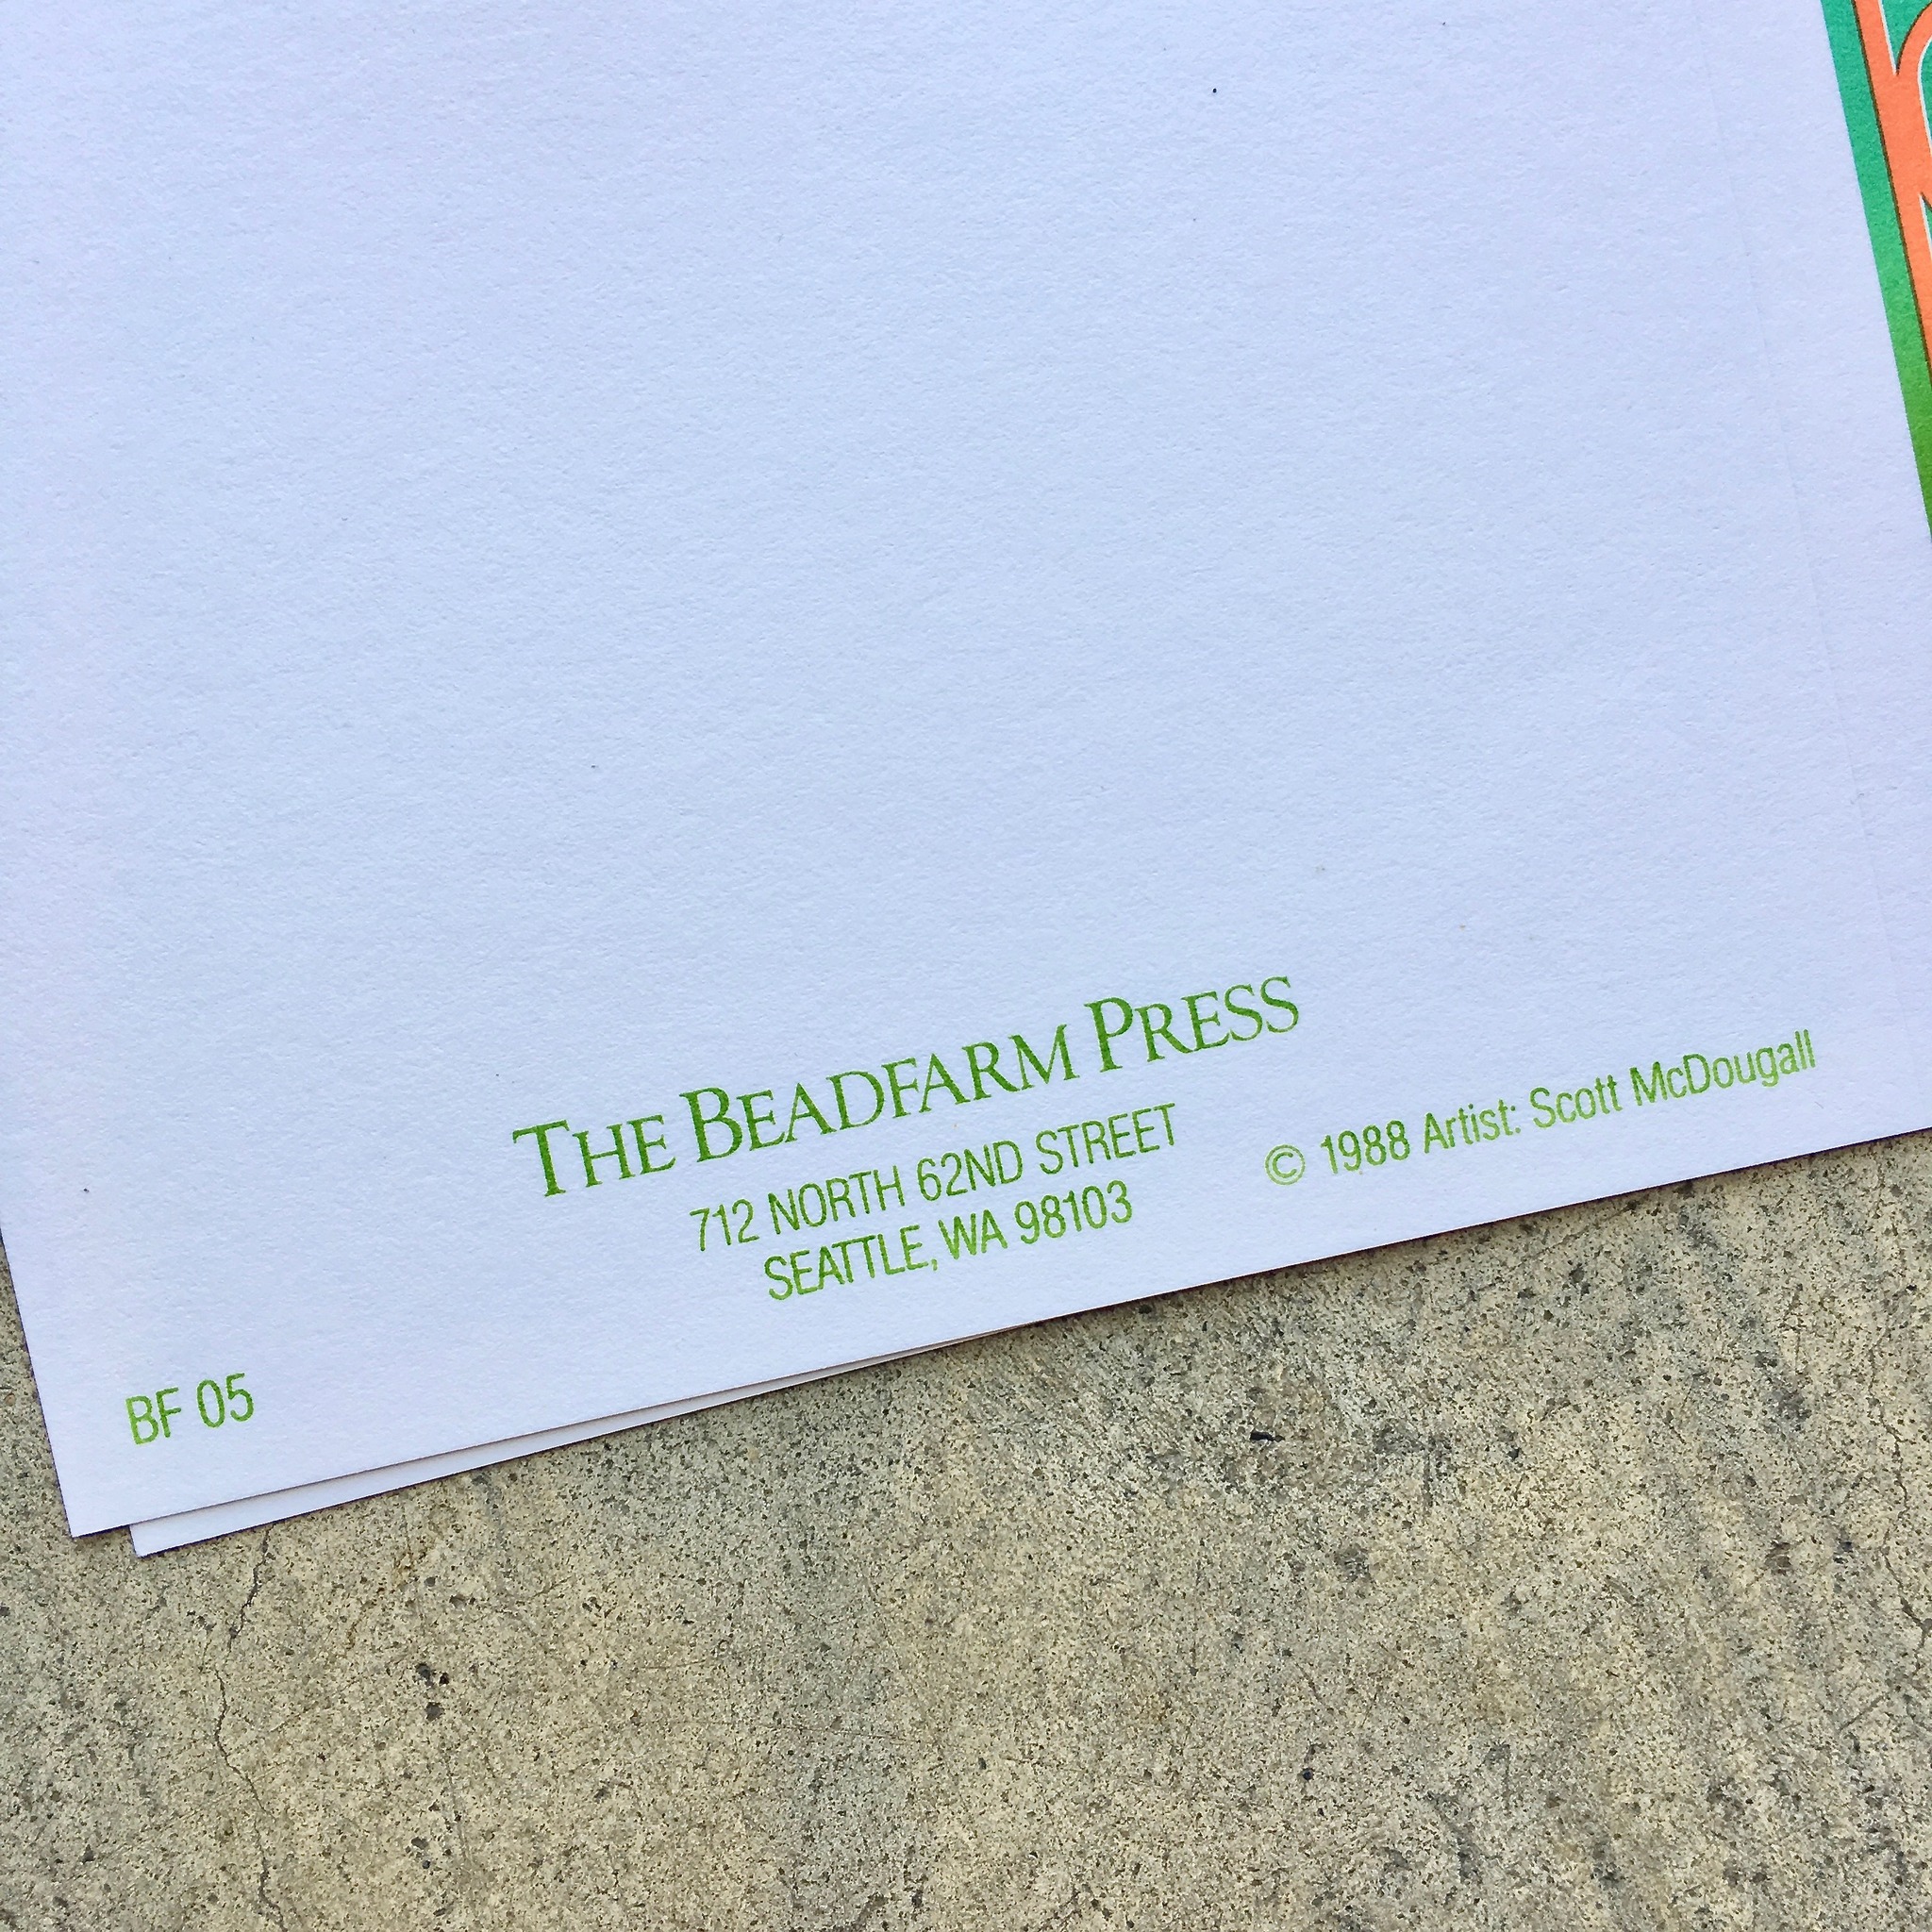 THE BEADFARM PRESS
712 NORTH 62ND STREET
SEATTLE, WA 98103
© 1988 Artist: Scott McDougall
BF 05